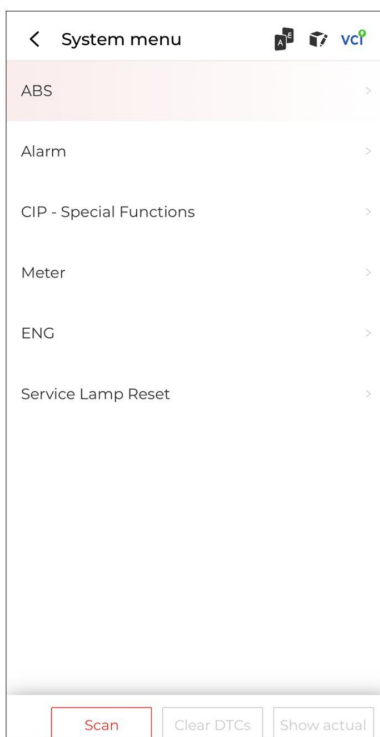 System menu
vci
ABS
Alarm
CIP - Special Functions
Meter
ENG
Service Lamp Reset
Scan
Clear DTCs
Show actual